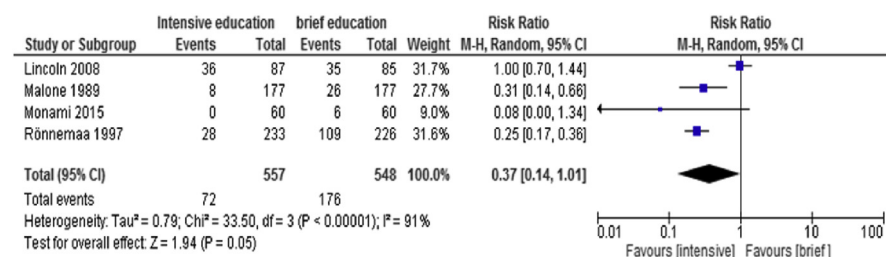 Intensive education brief education Risk Ratio Risk Ratio
Study or Subgroup Events Total Events Total Weight M-H, Random, 95% CI M-H, Random, 95% CI
Lincoln 2008 36 87 35 85 31.7% 1.00 [0.70, 1.44]
Malone 1989 8 177 26 177 27.7% 0.31 [0.14, 0.66]
Monami 2015 0 60 6 60 9.0% 0.08 [0.00, 1.34]
Rönnemaa 1997 28 233 109 226 31.6% 0.25 [0.17, 0.36]
Total (95% CI) 557 548 100.0% 0.37 [0.14, 1.01]
Total events 72 176
Heterogeneity: Tau² = 0.79; Chi² = 33.50, df = 3 (P < 0.00001); I² = 91%
Test for overall effect: Z = 1.94 (P = 0.05)
0.01 0.1 1 10 100
Favours [intensive] Favours [brief]